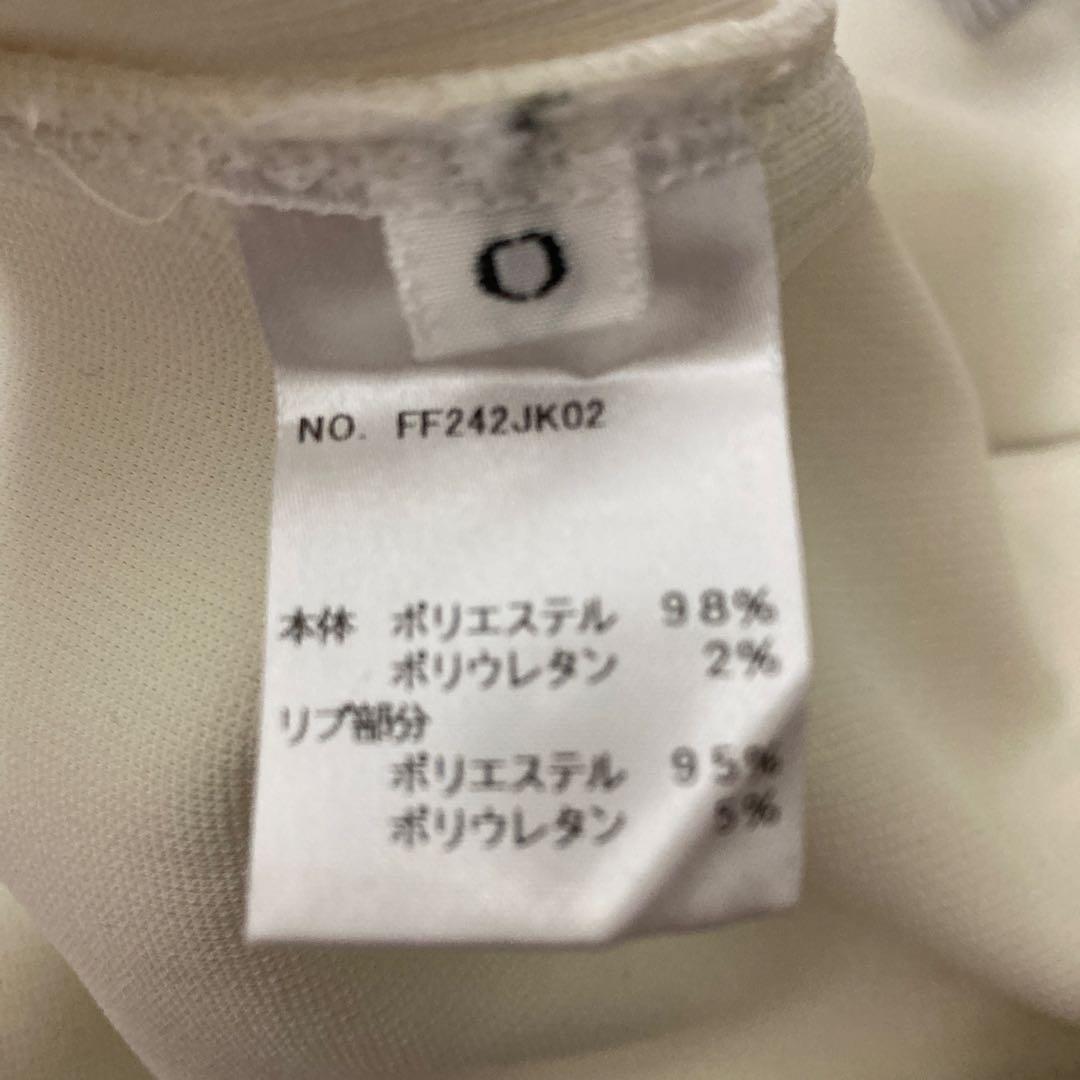 0
NO. FF242JK02
本体 ポリエステル 98%
ポリウレタン 2%
リブ部分
ポリエステル 95%
ポリウレタン 5%